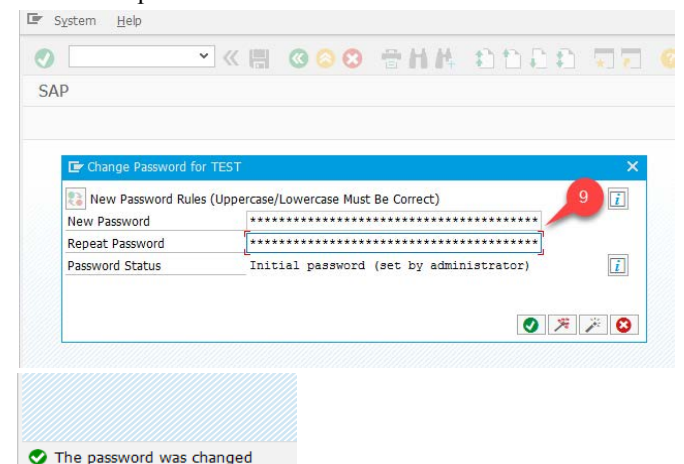 System Help
SAP
Change Password for TEST
New Password Rules (Uppercase/Lowercase Must Be Correct)
9
New Password ****************************************
Repeat Password ****************************************
Password Status Initial password (set by administrator)
The password was changed